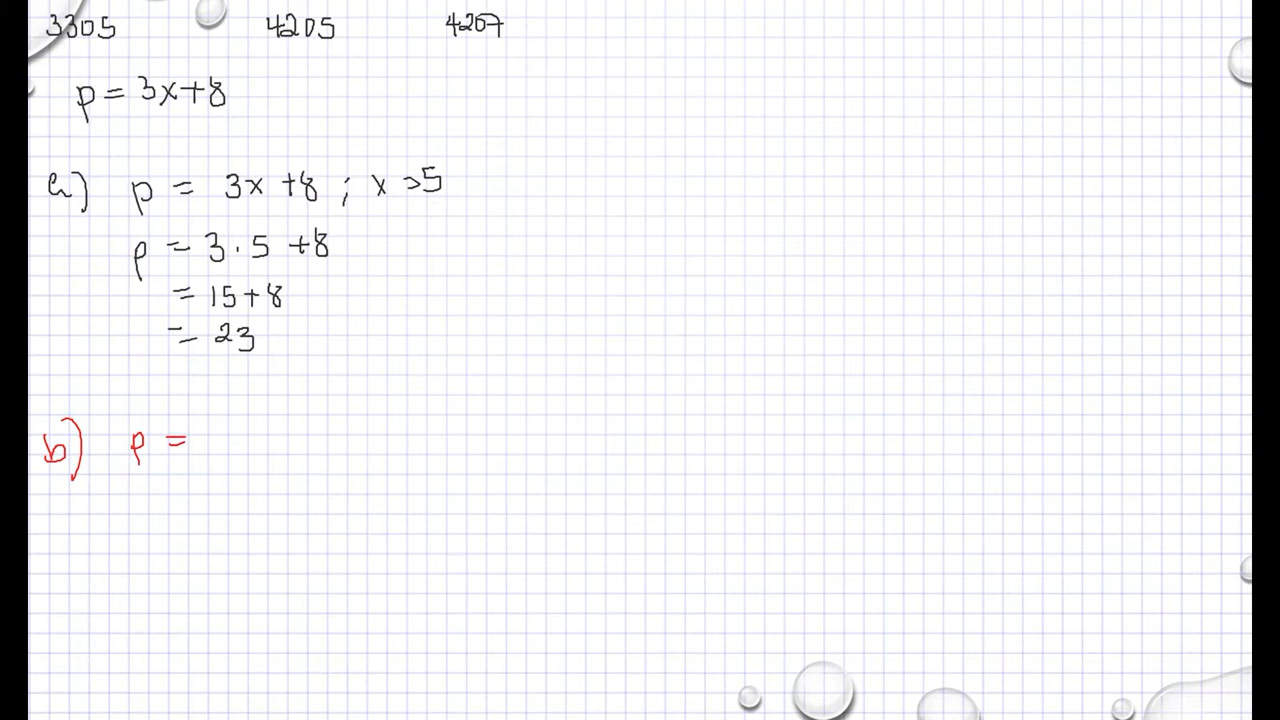 3305 4205 4207
p = 3x+8
a) p = 3x +8 ; x =5
p = 3 · 5 +8
= 15+8
= 23
b) p =